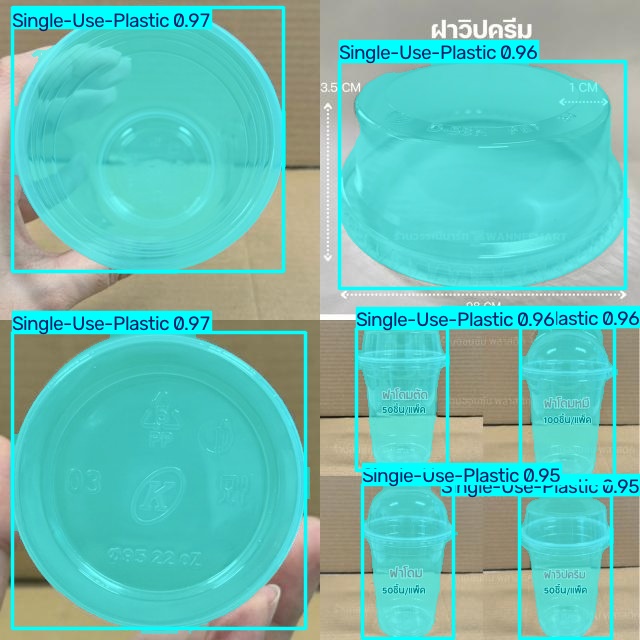 Single-Use-Plastic 0.97
ฝาวิปครีม
Single-Use-Plastic 0.96
3.5 CM
1 CM
Single-Use-Plastic 0.97
03
K
Ø95 22 oZ
Single-Use-Plastic 0.96
lastic 0.96
ฝาโดมตัด
50ชิ้น/แพ็ค
ฝาโดมหมี
100ชิ้น/แพ็ค
Single-Use-Plastic 0.95
Single-Use-Plastic 0.95
ฝาโดม
50ชิ้น/แพ็ค
ฝาวิปครีม
50ชิ้น/แพ็ค